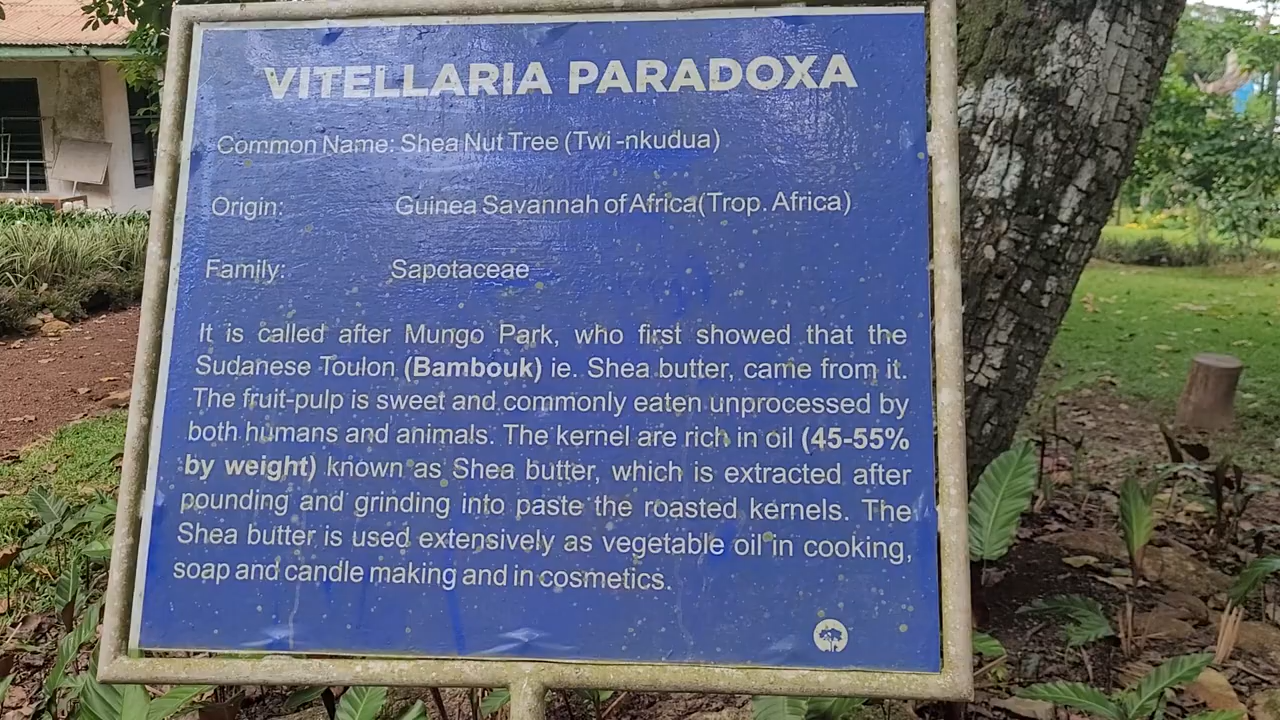 VITELLARIA PARADOXA
Common Name: Shea Nut Tree (Twi -nkudua)
Origin: Guinea Savannah of Africa(Trop. Africa)
Family: Sapotaceae
It is called after Mungo Park, who first showed that the
Sudanese Toulon (Bambouk) ie. Shea butter, came from it.
The fruit-pulp is sweet and commonly eaten unprocessed by
both humans and animals. The kernel are rich in oil (45-55%
by weight) known as Shea butter, which is extracted after
pounding and grinding into paste the roasted kernels. The
Shea butter is used extensively as vegetable oil in cooking,
soap and candle making and in cosmetics.